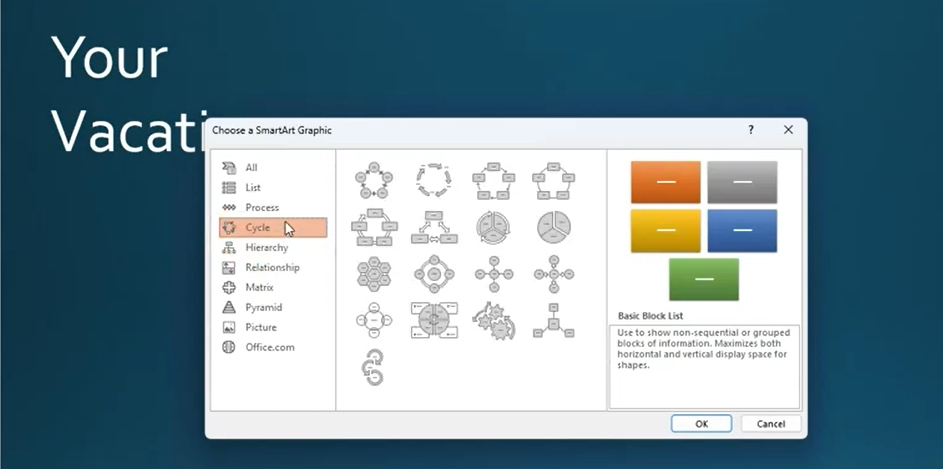 Your
Vacati
Choose a SmartArt Graphic
?
All
List
Process
Cycle
Hierarchy
Relationship
Matrix
Pyramid
Picture
Office.com
Basic Block List
Use to show non-sequential or grouped
blocks of information. Maximizes both
horizontal and vertical display space for
shapes.
OK
Cancel